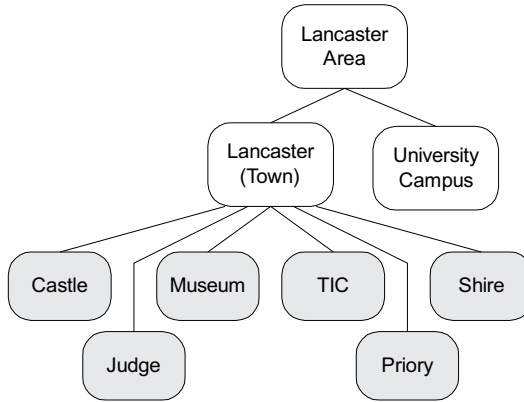 Lancaster
Area
Lancaster
(Town)
University
Campus
Castle
Museum
TIC
Shire
Judge
Priory